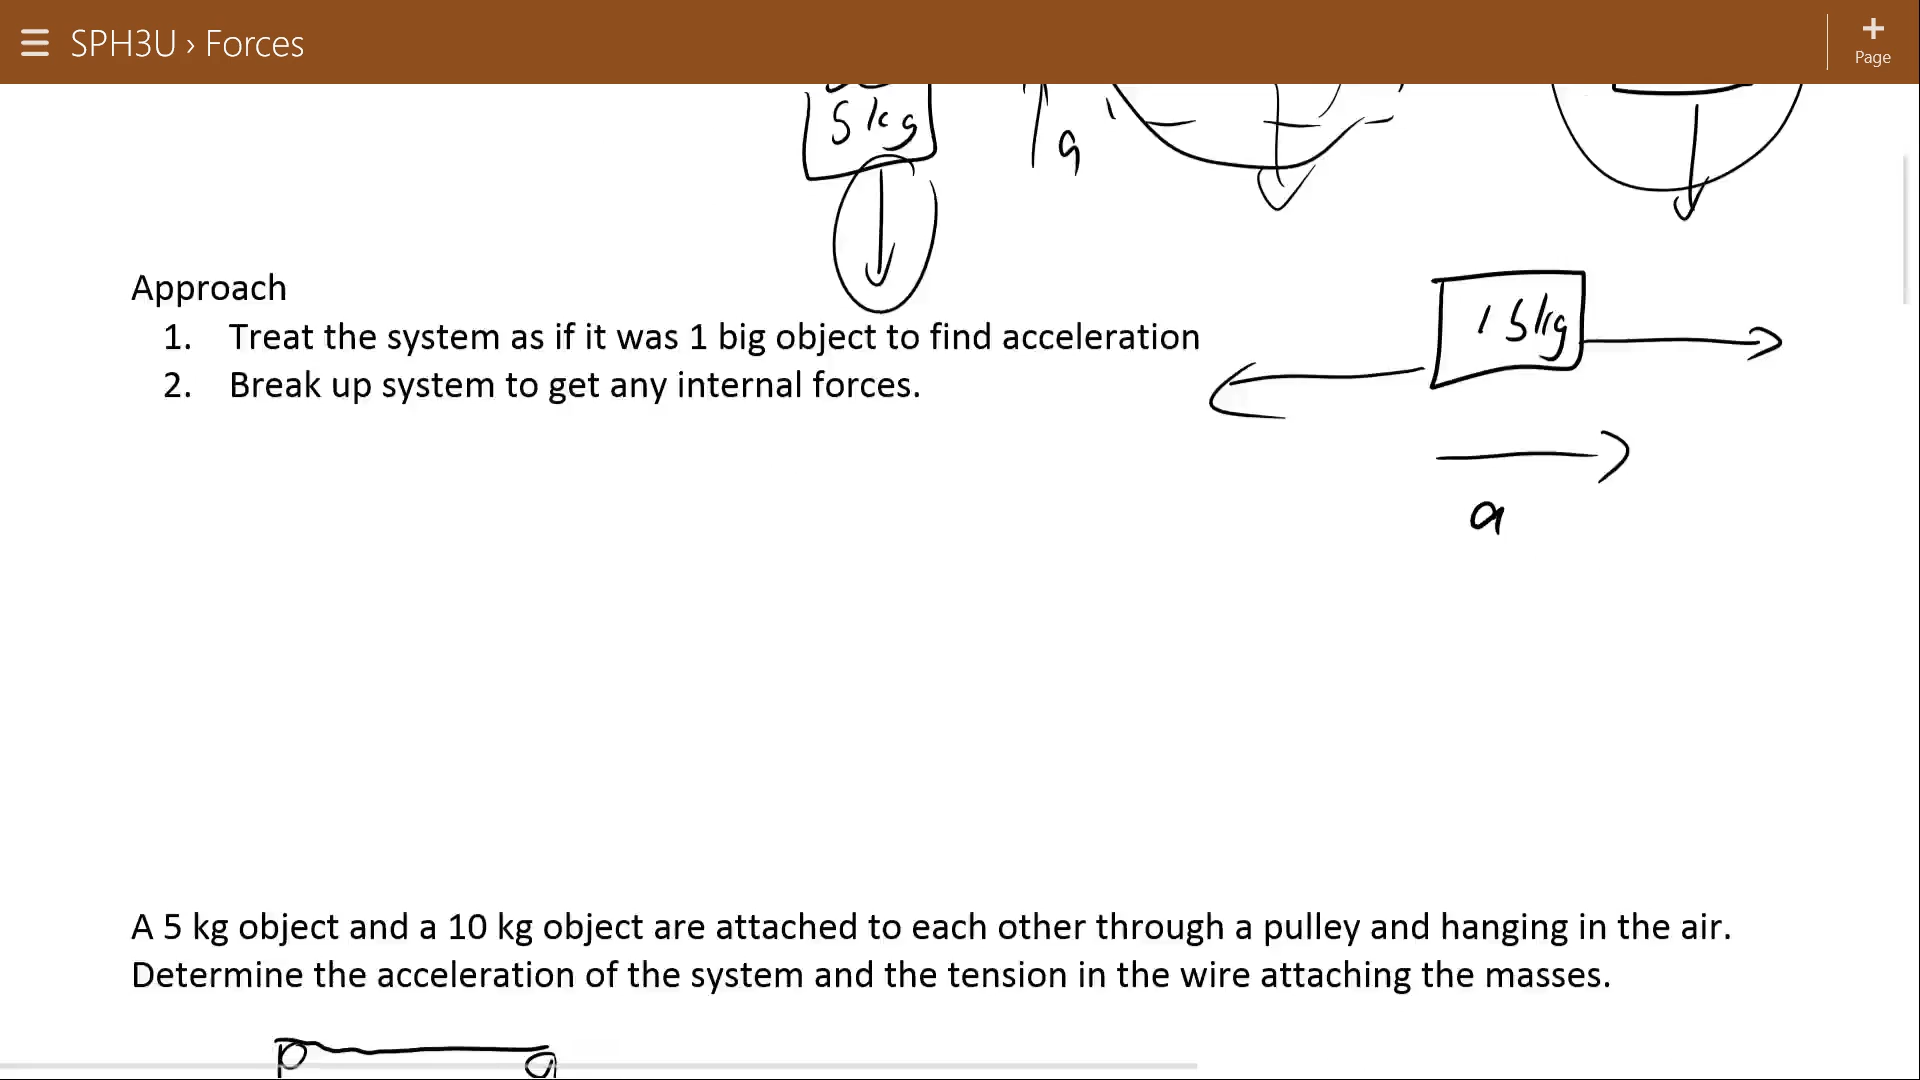 SPH3U › Forces
+
Page
5 kg
a
Approach
1. Treat the system as if it was 1 big object to find acceleration
2. Break up system to get any internal forces.
15kg
a
A 5 kg object and a 10 kg object are attached to each other through a pulley and hanging in the air.
Determine the acceleration of the system and the tension in the wire attaching the masses.